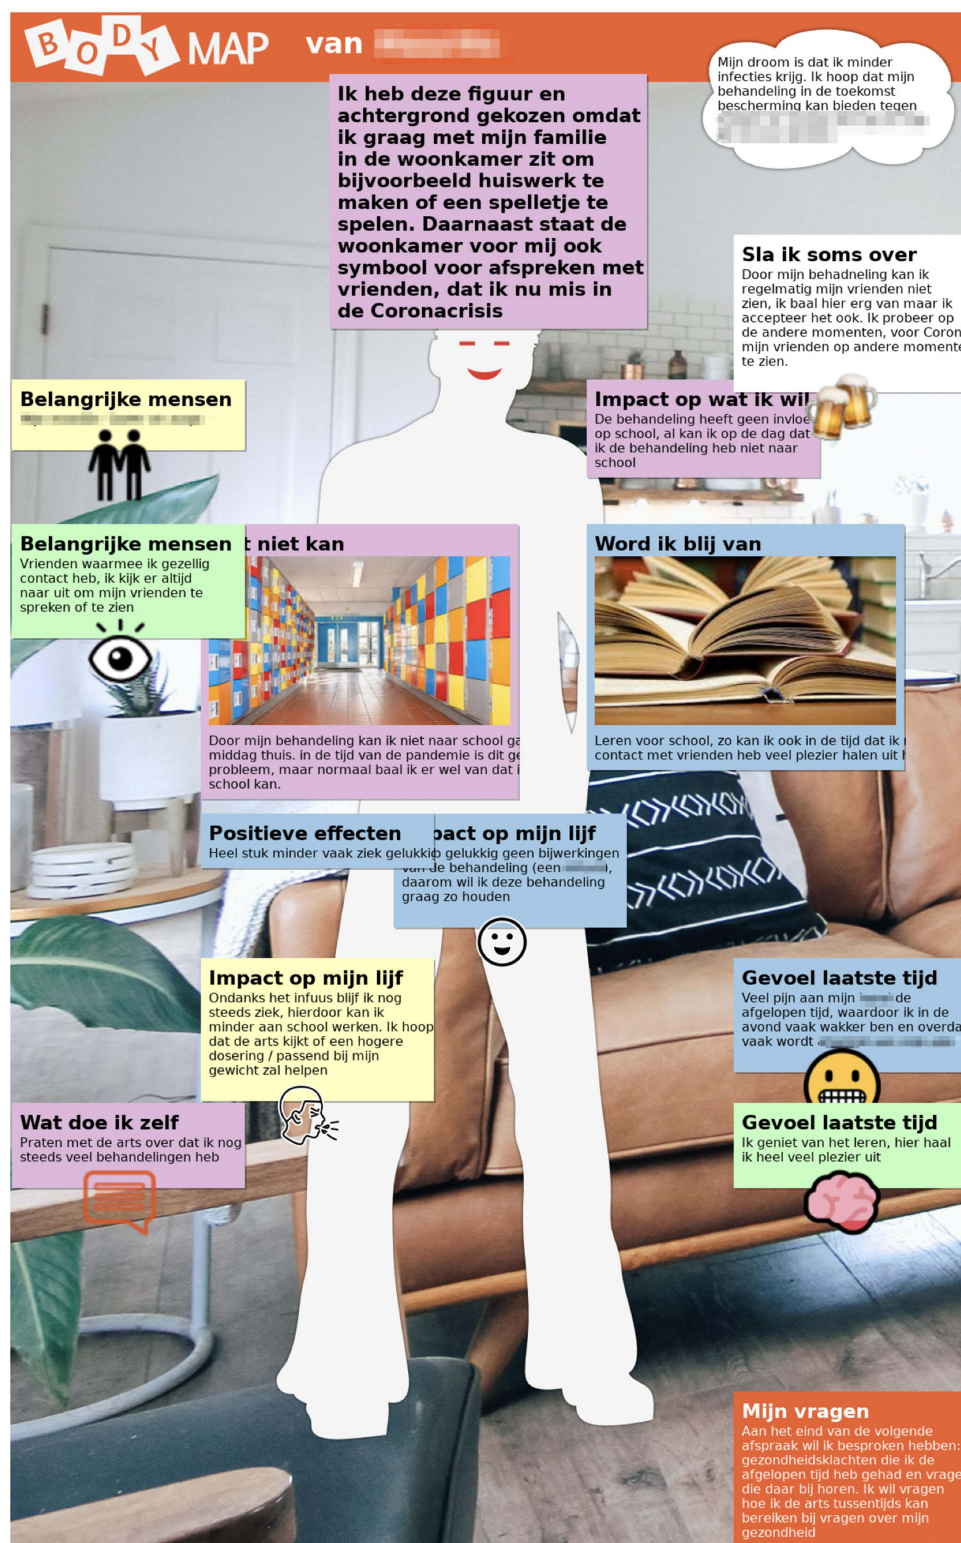 BODY MAP van
Mijn droom is dat ik minder
infecties krijg. Ik hoop dat mijn
behandeling in de toekomst
bescherming kan bieden tegen
Ik heb deze figuur en
achtergrond gekozen omdat
ik graag met mijn familie
in de woonkamer zit om
bijvoorbeeld huiswerk te
maken of een spelletje te
spelen. Daarnaast staat de
woonkamer voor mij ook
symbool voor afspreken met
vrienden, dat ik nu mis in
de Coronacrisis
Sla ik soms over
Door mijn behadneling kan ik
regelmatig mijn vrienden niet
zien, ik baal hier erg van maar ik
accepteer het ook. Ik probeer op
de andere momenten, voor Coron
mijn vrienden op andere momente
te zien.
Belangrijke mensen
Impact op wat ik wil
De behandeling heeft geen invloe
op school, al kan ik op de dag dat
ik de behandeling heb niet naar
school
Belangrijke mensen
Vrienden waarmee ik gezellig
contact heb, ik kijk er altijd
naar uit om mijn vrienden te
spreken of te zien
t niet kan
Door mijn behandeling kan ik niet naar school ga
middag thuis. in de tijd van de pandemie is dit ge
probleem, maar normaal baal ik er wel van dat i
school kan.
Word ik blij van
Leren voor school, zo kan ik ook in de tijd dat ik
contact met vrienden heb veel plezier halen uit
Positieve effecten
Heel stuk minder vaak ziek gelukkig
pact op mijn lijf
gelukkig geen bijwerkingen
van de behandeling (een ),
daarom wil ik deze behandeling
graag zo houden
Impact op mijn lijf
Ondanks het infuus blijf ik nog
steeds ziek, hierdoor kan ik
minder aan school werken. Ik hoop
dat de arts kijkt of een hogere
dosering / passend bij mijn
gewicht zal helpen
Gevoel laatste tijd
Veel pijn aan mijn de
afgelopen tijd, waardoor ik in de
avond vaak wakker ben en overda
vaak wordt
Wat doe ik zelf
Praten met de arts over dat ik nog
steeds veel behandelingen heb
Gevoel laatste tijd
Ik geniet van het leren, hier haal
ik heel veel plezier uit
Mijn vragen
Aan het eind van de volgende
afspraak wil ik besproken hebben:
gezondheidsklachten die ik de
afgelopen tijd heb gehad en vrage
die daar bij horen. Ik wil vragen
hoe ik de arts tussentijds kan
bereiken bij vragen over mijn
gezondheid